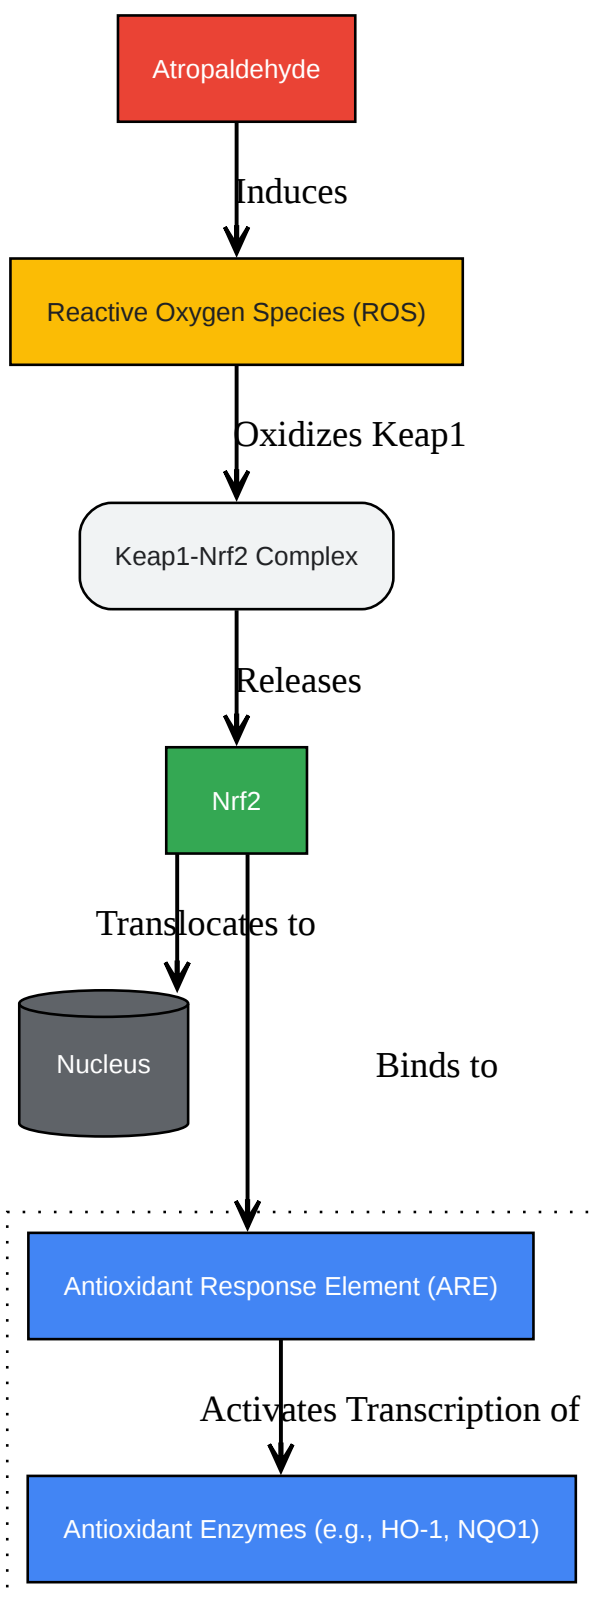 Atropaldehyde
Induces
Reactive Oxygen Species (ROS)
Oxidizes Keap1
Keap1-Nrf2 Complex
Releases
Nrf2
Translocates to
Nucleus
Binds to
Antioxidant Response Element (ARE)
Activates Transcription of
Antioxidant Enzymes (e.g., HO-1, NQO1)